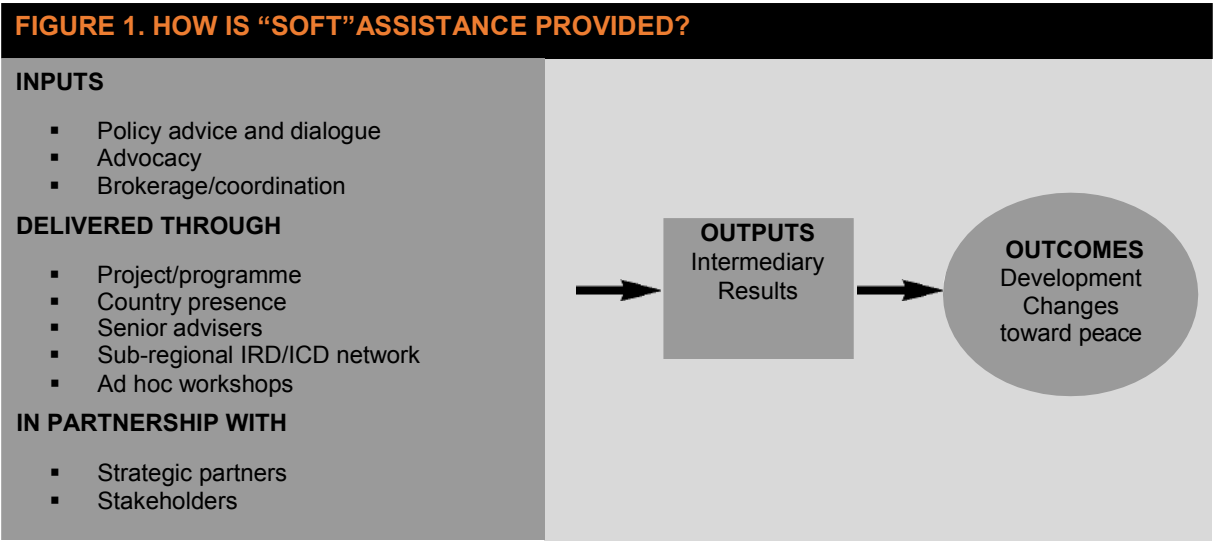 FIGURE 1. HOW IS “SOFT”ASSISTANCE PROVIDED?
INPUTS
▪ Policy advice and dialogue
▪ Advocacy
▪ Brokerage/coordination
DELIVERED THROUGH
▪ Project/programme
▪ Country presence
▪ Senior advisers
▪ Sub-regional IRD/ICD network
▪ Ad hoc workshops
IN PARTNERSHIP WITH
▪ Strategic partners
▪ Stakeholders
OUTPUTS
Intermediary
Results
OUTCOMES
Development
Changes
toward peace